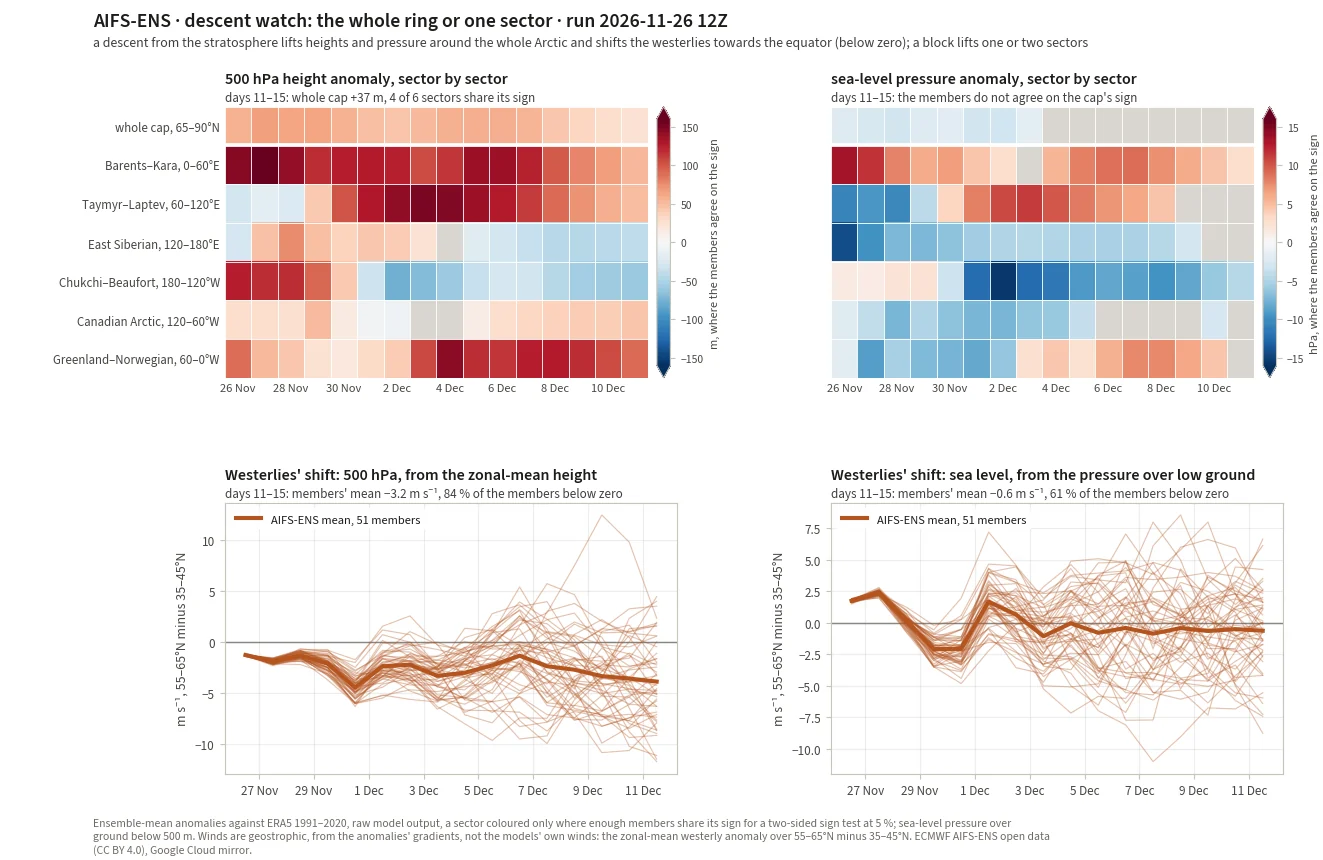 AIFS-ENS · descent watch: the whole ring or one sector · run 2026-11-26 12Z
a descent from the stratosphere lifts heights and pressure around the whole Arctic and shifts the westerlies towards the equator (below zero); a block lifts one or two sectors
500 hPa height anomaly, sector by sector
days 11–15: whole cap +37 m, 4 of 6 sectors share its sign
whole cap, 65–90°N
Barents–Kara, 0–60°E
Taymyr–Laptev, 60–120°E
East Siberian, 120–180°E
Chukchi–Beaufort, 180–120°W
Canadian Arctic, 120–60°W
Greenland–Norwegian, 60–0°W
26 Nov 28 Nov 30 Nov 2 Dec 4 Dec 6 Dec 8 Dec 10 Dec
150
100
50
0
−50
−100
−150
m, where the members agree on the sign
sea-level pressure anomaly, sector by sector
days 11–15: the members do not agree on the cap's sign
26 Nov 28 Nov 30 Nov 2 Dec 4 Dec 6 Dec 8 Dec 10 Dec
15
10
5
0
−5
−10
−15
hPa, where the members agree on the sign
Westerlies' shift: 500 hPa, from the zonal-mean height
days 11–15: members' mean −3.2 m s⁻¹, 84 % of the members below zero
AIFS-ENS mean, 51 members
m s⁻¹, 55–65°N minus 35–45°N
10
5
0
−5
−10
27 Nov 29 Nov 1 Dec 3 Dec 5 Dec 7 Dec 9 Dec 11 Dec
Westerlies' shift: sea level, from the pressure over low ground
days 11–15: members' mean −0.6 m s⁻¹, 61 % of the members below zero
AIFS-ENS mean, 51 members
m s⁻¹, 55–65°N minus 35–45°N
7.5
5.0
2.5
0.0
−2.5
−5.0
−7.5
−10.0
27 Nov 29 Nov 1 Dec 3 Dec 5 Dec 7 Dec 9 Dec 11 Dec
Ensemble-mean anomalies against ERA5 1991–2020, raw model output, a sector coloured only where enough members share its sign for a two-sided sign test at 5 %; sea-level pressure over
ground below 500 m. Winds are geostrophic, from the anomalies' gradients, not the models' own winds: the zonal-mean westerly anomaly over 55–65°N minus 35–45°N. ECMWF AIFS-ENS open data
(CC BY 4.0), Google Cloud mirror.